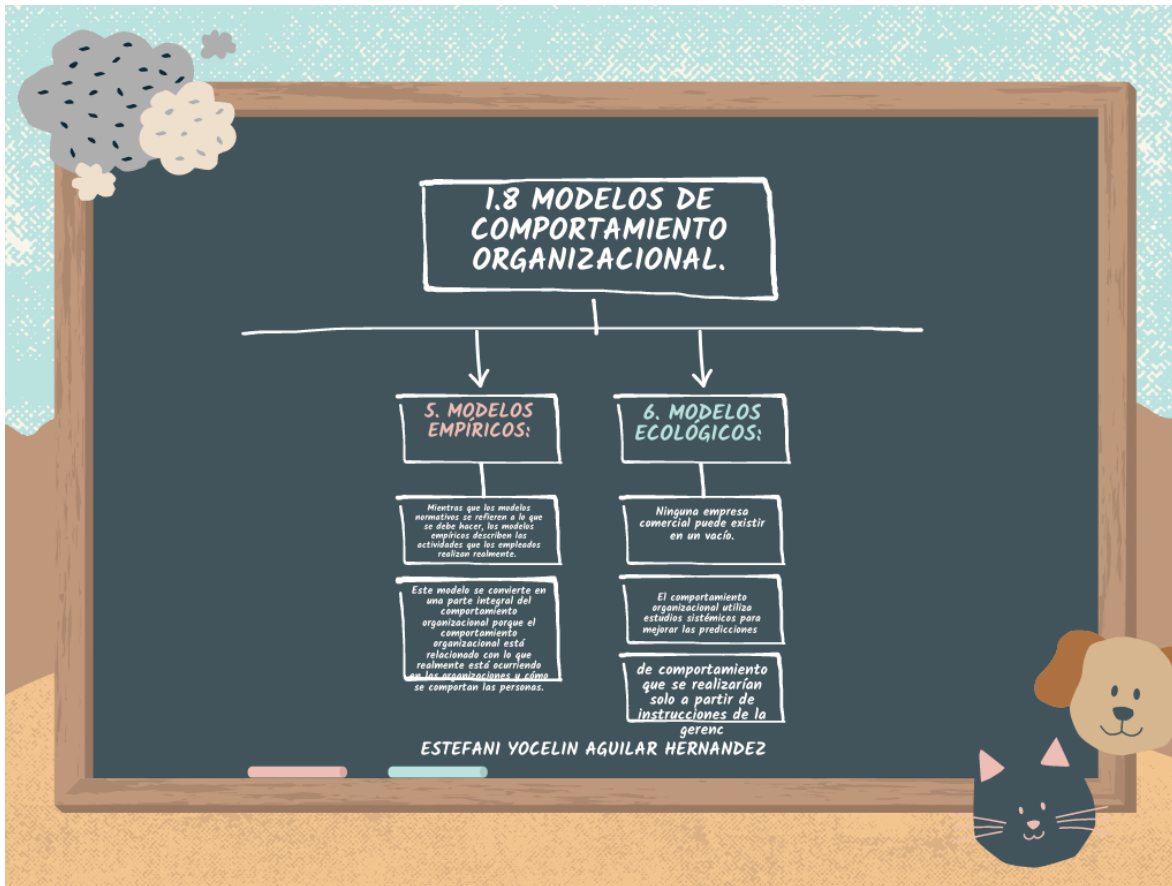 1.8 MODELOS DE
COMPORTAMIENTO
ORGANIZACIONAL.
5. MODELOS
EMPÍRICOS:
Mientras que los modelos
normativos se refieren a lo que
se debe hacer, los modelos
empíricos describen las
actividades que los empleados
realizan realmente.
Este modelo se convierte en
una parte integral del
comportamiento
organizacional porque el
comportamiento
organizacional está
relacionado con lo que
realmente está ocurriendo
en las organizaciones y cómo
se comportan las personas.
6. MODELOS
ECOLÓGICOS:
Ninguna empresa
comercial puede existir
en un vacío.
El comportamiento
organizacional utiliza
estudios sistémicos para
mejorar las predicciones
de comportamiento
que se realizarían
solo a partir de
instrucciones de la
gerenc
ESTEFANI YOCELIN AGUILAR HERNANDEZ